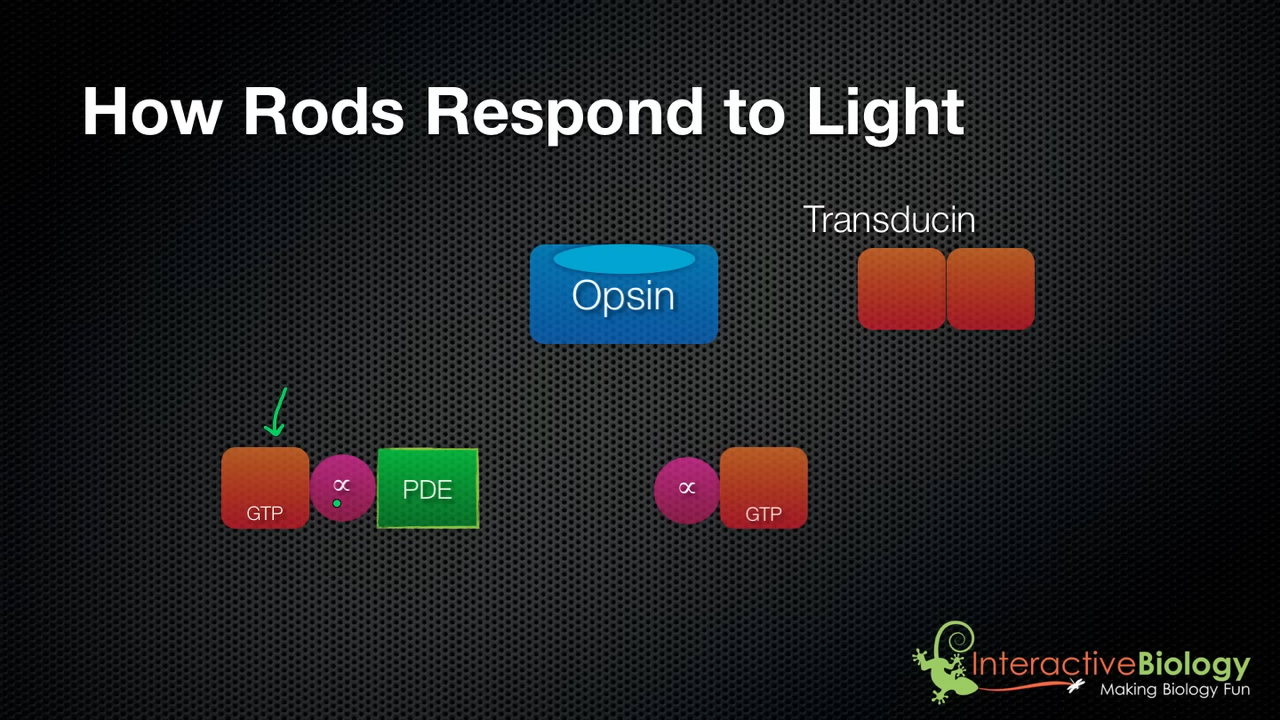 How Rods Respond to Light
Transducin
Opsin
GTP
∝
PDE
∝
GTP
InteractiveBiology
Making Biology Fun